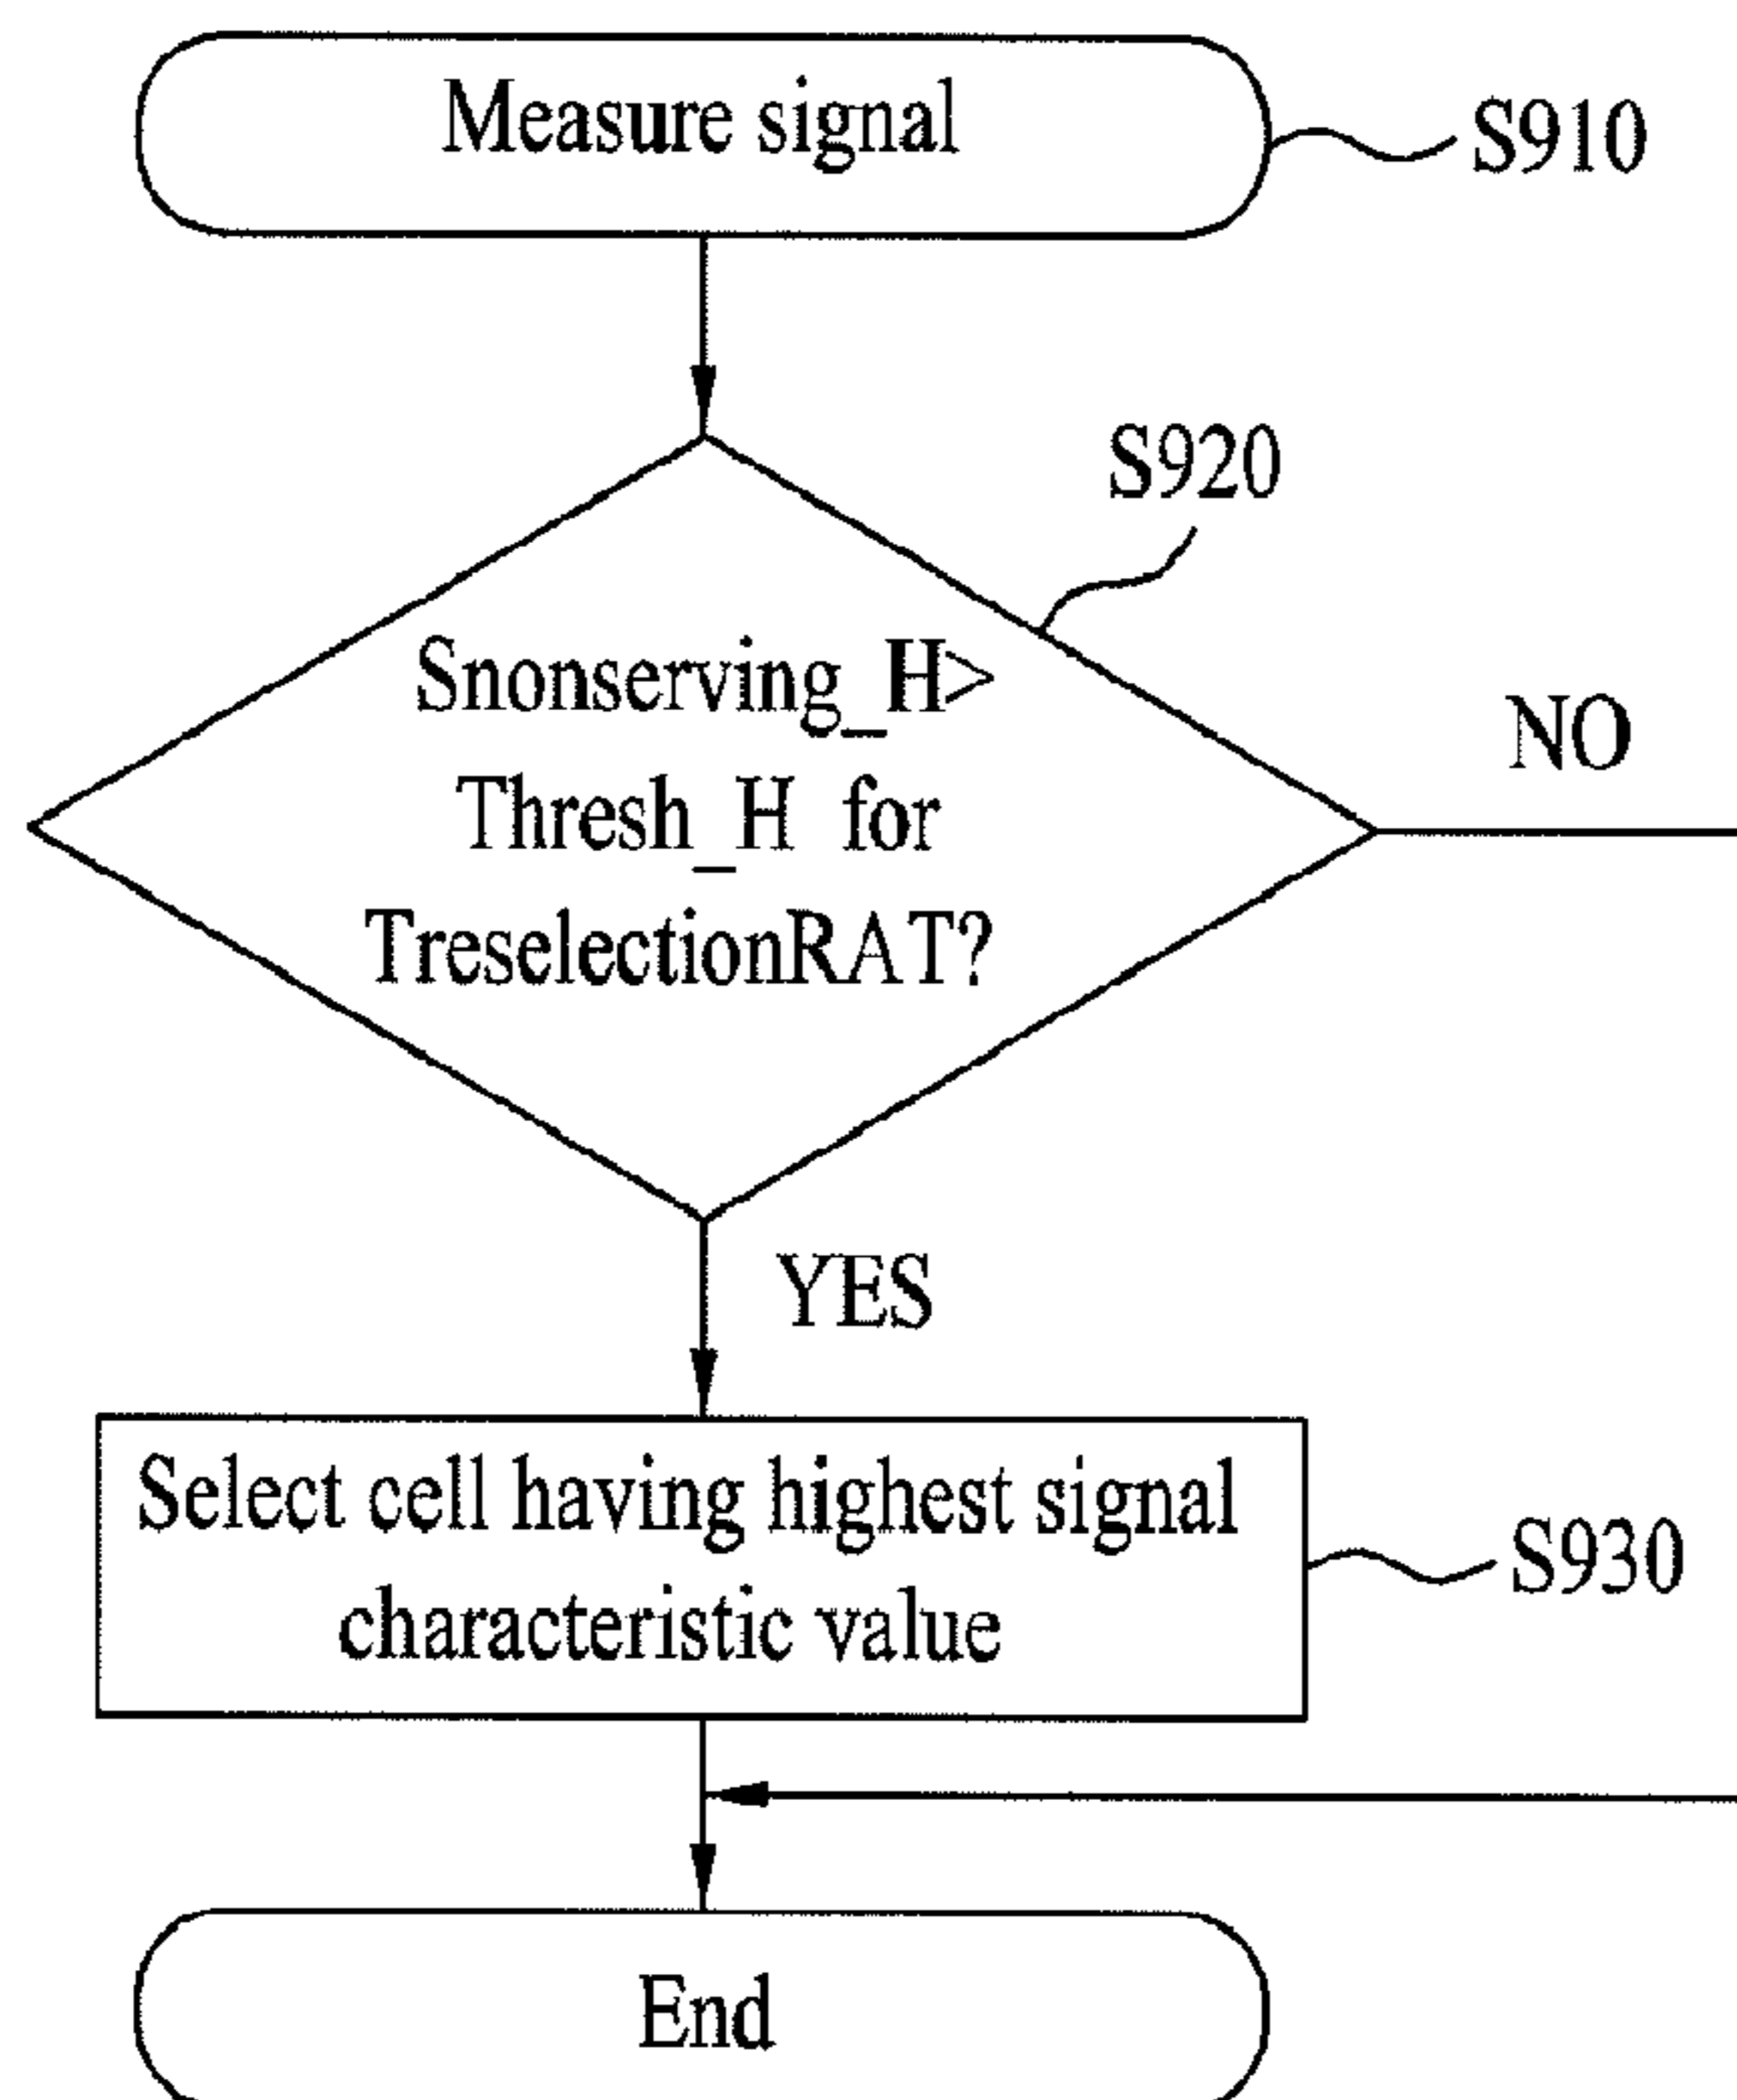 Measure signal
S910
S920
Snonserving_H>
Thresh_H for
TreselectionRAT?
NO
YES
Select cell having highest signal
characteristic value
S930
End